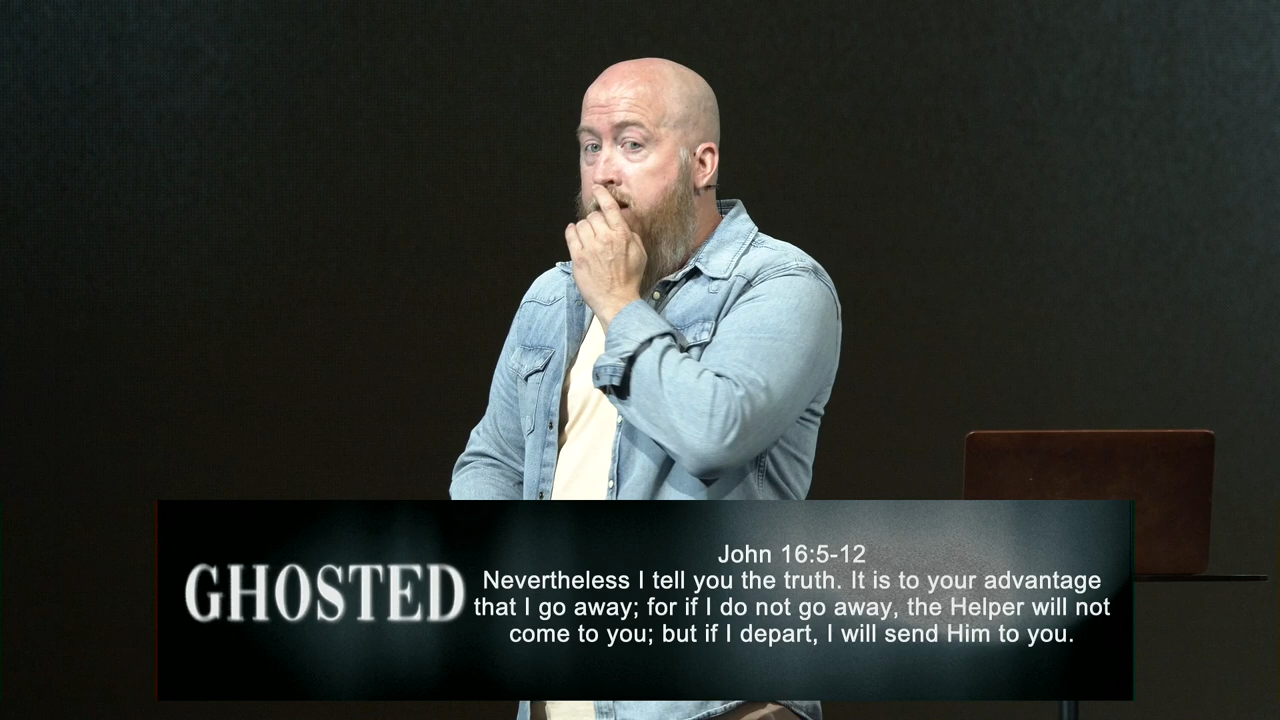 GHOSTED
John 16:5-12
Nevertheless I tell you the truth. It is to your advantage
that I go away; for if I do not go away, the Helper will not
come to you; but if I depart, I will send Him to you.